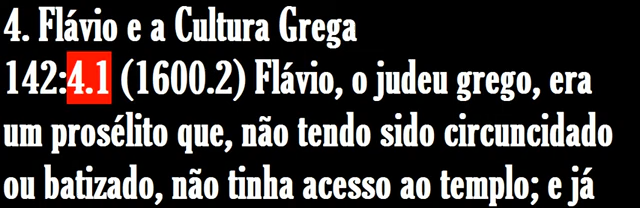 4. Flávio e a Cultura Grega
142:4.1 (1600.2) Flávio, o judeu grego, era
um prosélito que, não tendo sido circuncidado
ou batizado, não tinha acesso ao templo; e já